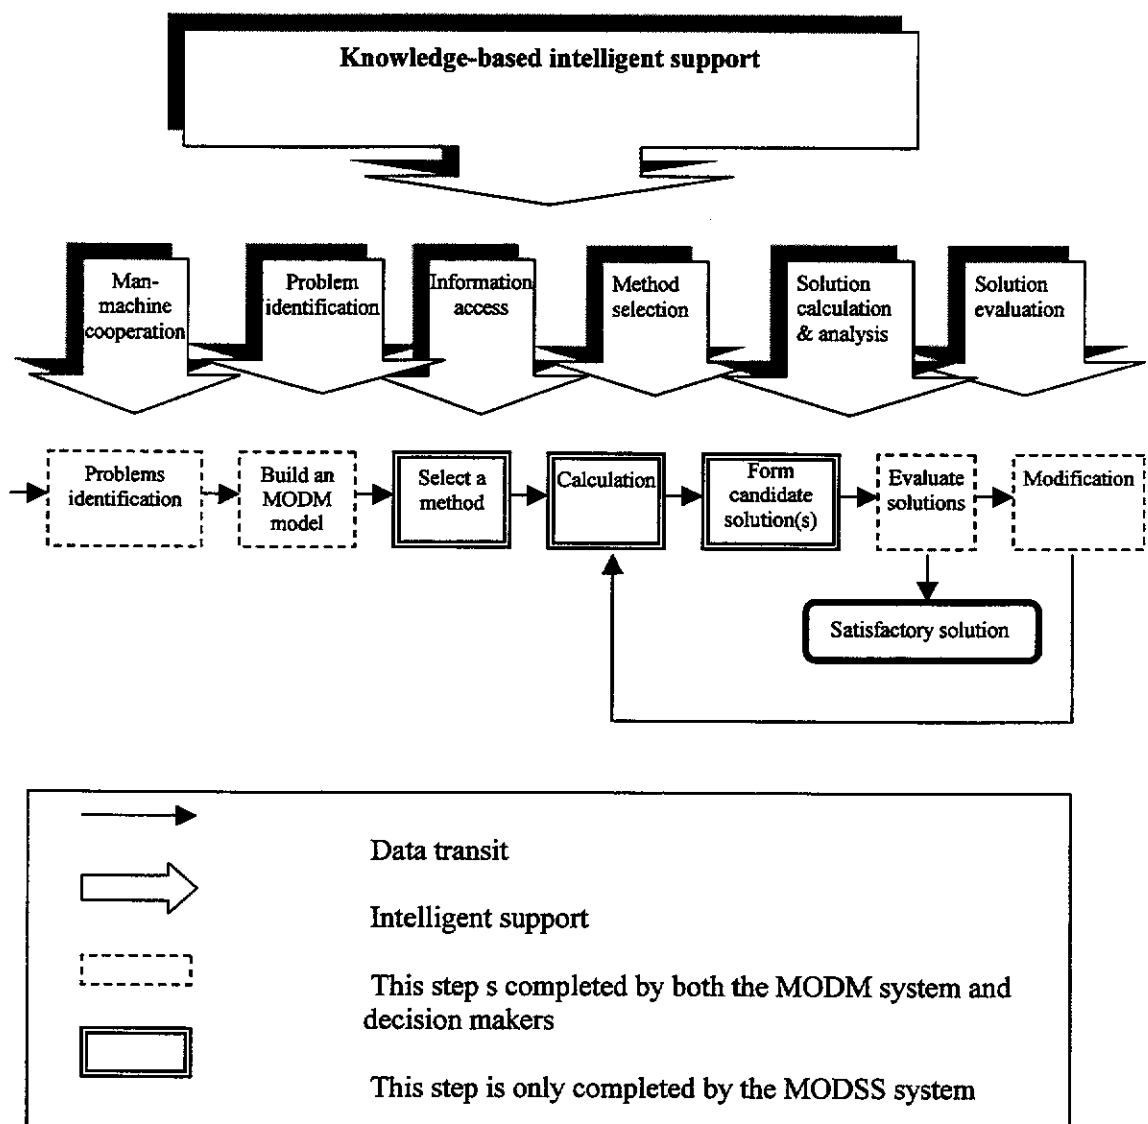 Knowledge-based intelligent support
Man-
machine
cooperation
Problem
identification
Information
access
Method
selection
Solution
calculation
& analysis
Solution
evaluation
Problems
identification
Build an
MODM
model
Select a
method
Calculation
Form
candidate
solution(s)
Evaluate
solutions
Modification
Satisfactory solution
Data transit
Intelligent support
This step s completed by both the MODM system and
decision makers
This step is only completed by the MODSS system